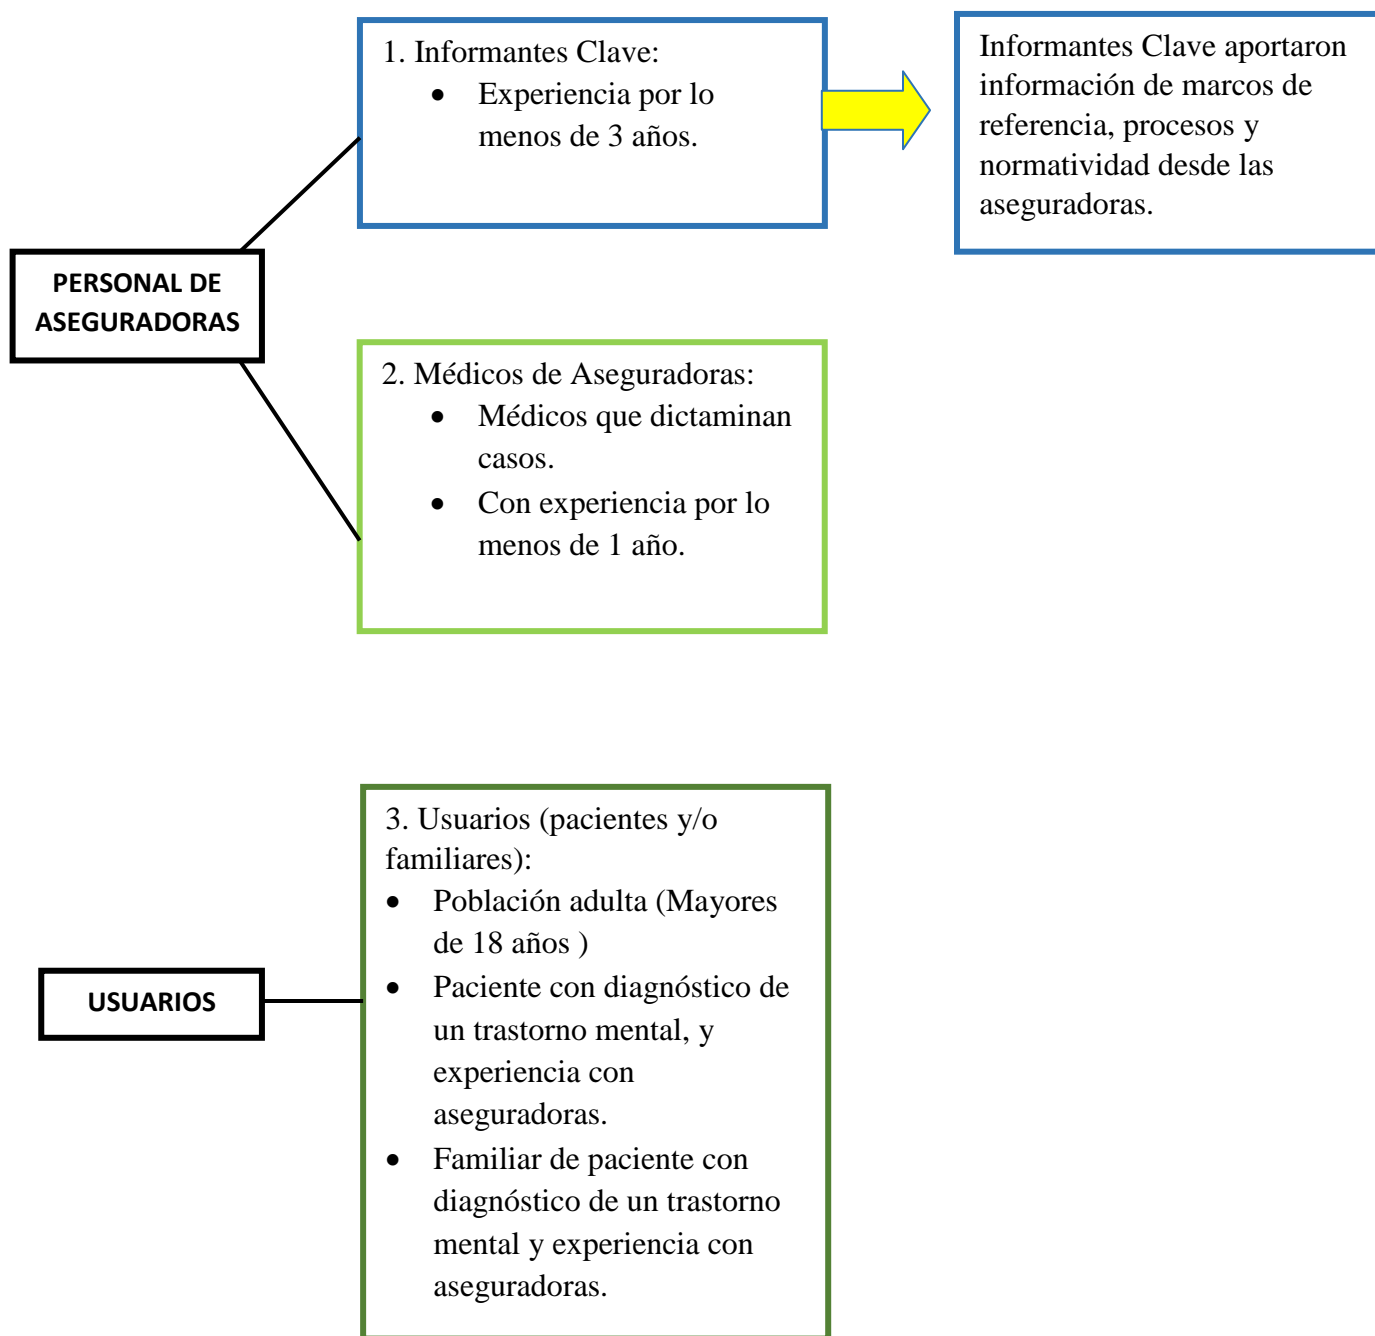 1. Informantes Clave:
• Experiencia por lo
menos de 3 años.
Informantes Clave aportaron
información de marcos de
referencia, procesos y
normatividad desde las
aseguradoras.
PERSONAL DE
ASEGURADORAS
2. Médicos de Aseguradoras:
• Médicos que dictaminan
casos.
• Con experiencia por lo
menos de 1 año.
USUARIOS
3. Usuarios (pacientes y/o
familiares):
• Población adulta (Mayores
de 18 años )
• Paciente con diagnóstico de
un trastorno mental, y
experiencia con
aseguradoras.
• Familiar de paciente con
diagnóstico de un trastorno
mental y experiencia con
aseguradoras.